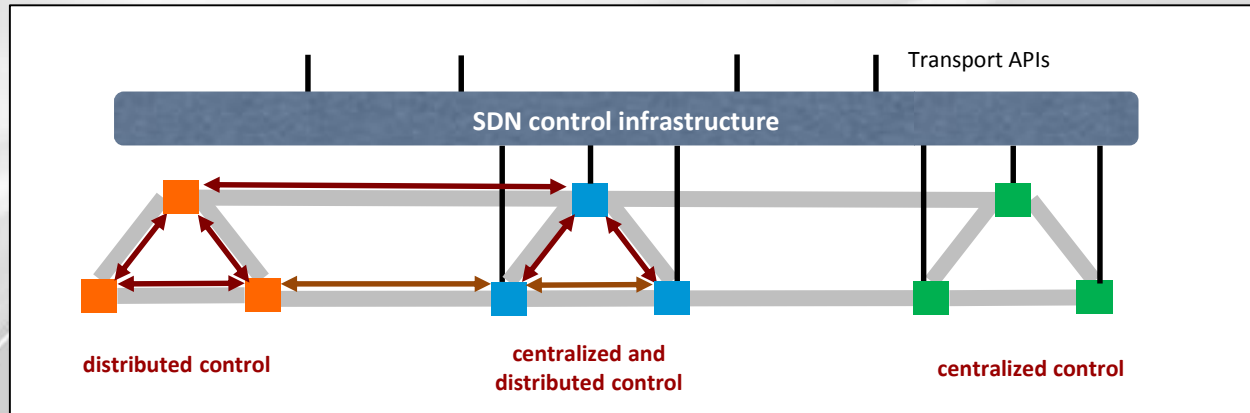 Transport APIs
SDN control infrastructure
distributed control
centralized and
distributed control
centralized control